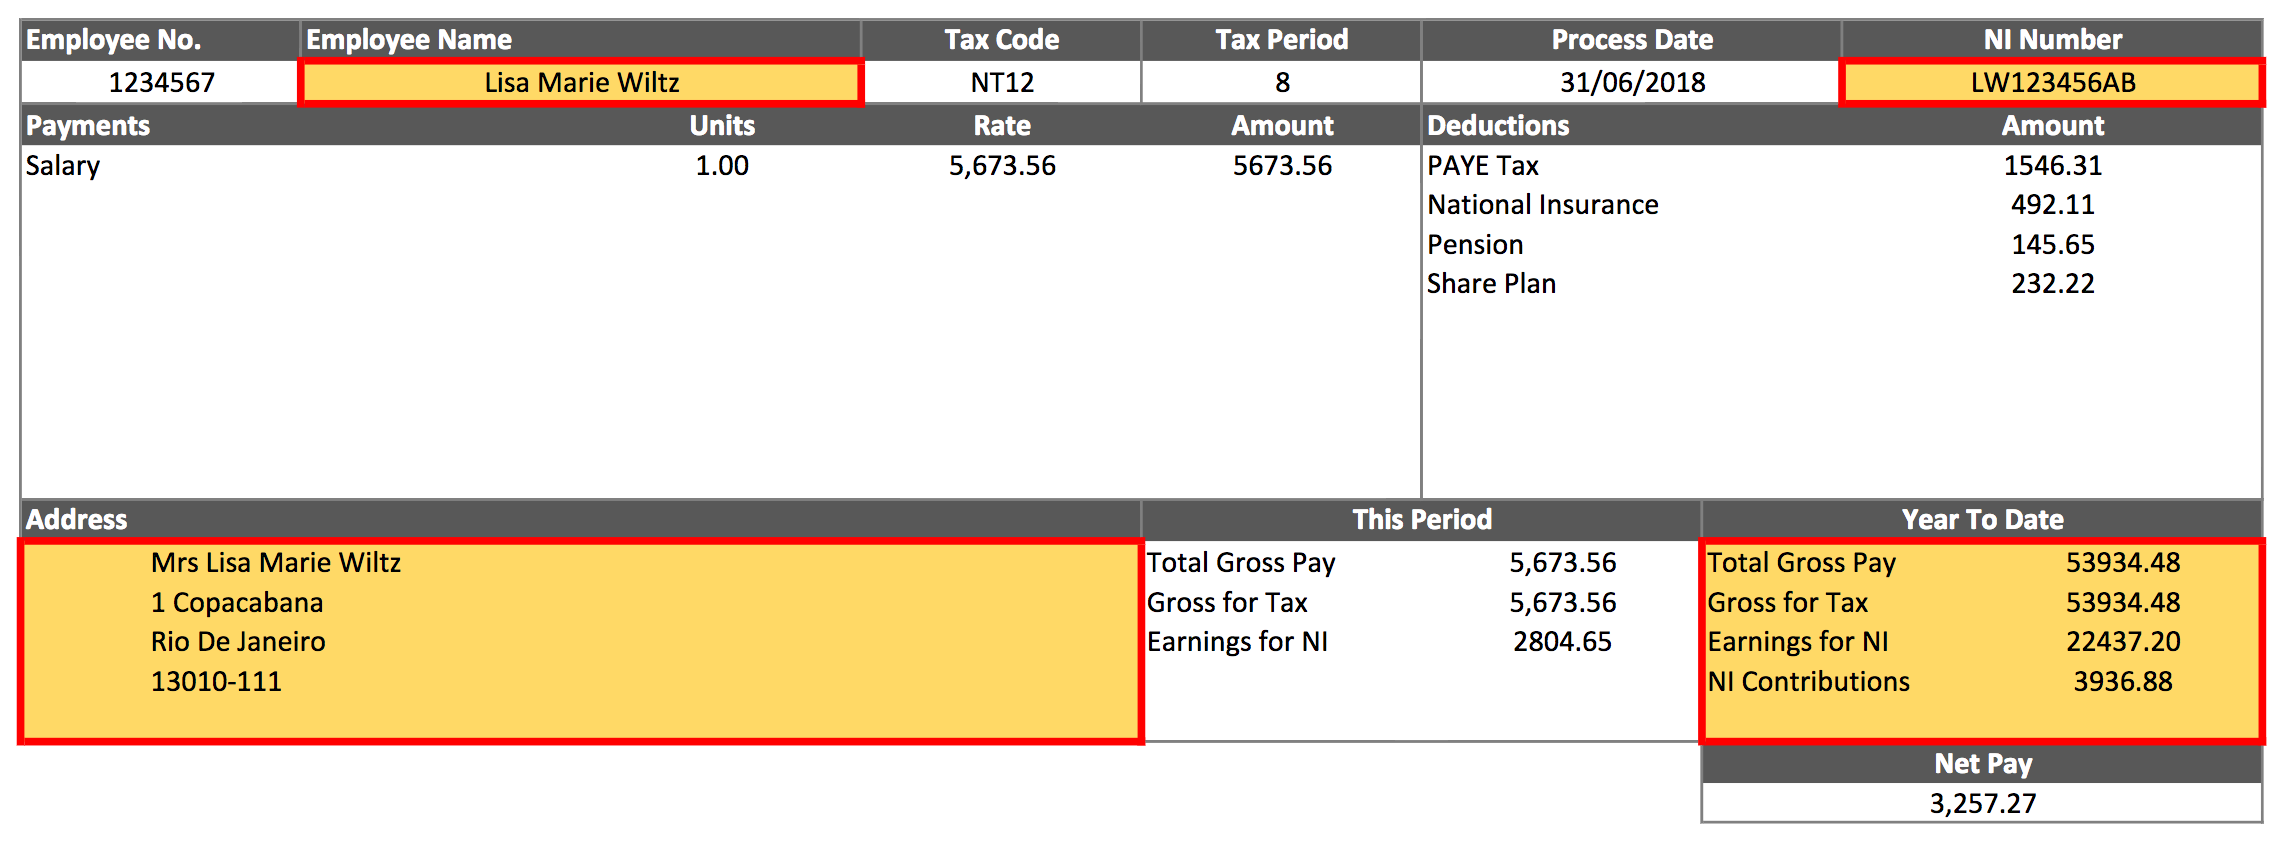 Employee No. Employee Name Tax Code Tax Period Process Date NI Number
1234567 Lisa Marie Wiltz NT12 8 31/06/2018 LW123456AB
Payments Units Rate Amount Deductions Amount
Salary 1.00 5,673.56 5673.56 PAYE Tax 1546.31
National Insurance 492.11
Pension 145.65
Share Plan 232.22
Address This Period Year To Date
Mrs Lisa Marie Wiltz Total Gross Pay 5,673.56 Total Gross Pay 53934.48
1 Copacabana Gross for Tax 5,673.56 Gross for Tax 53934.48
Rio De Janeiro Earnings for NI 2804.65 Earnings for NI 22437.20
13010-111 NI Contributions 3936.88
Net Pay
3,257.27